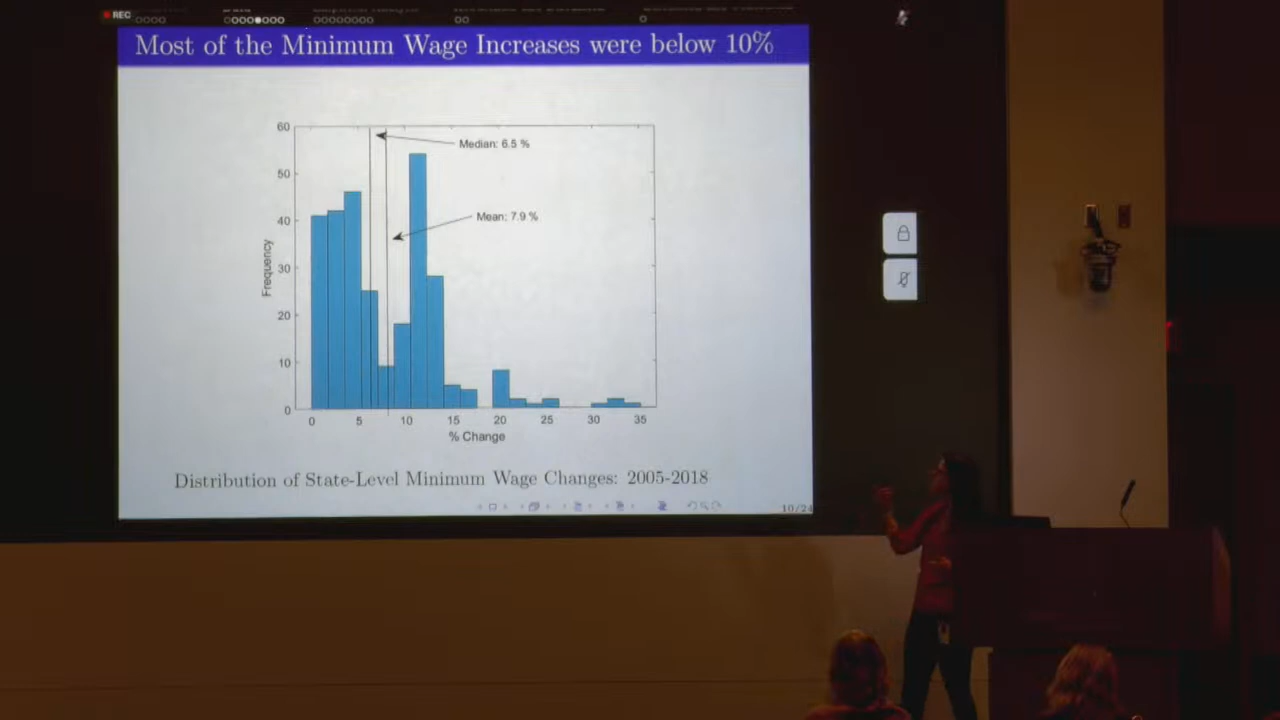 REC
Most of the Minimum Wage Increases were below 10%
60
Median: 6.5 %
50
Mean: 7.9 %
40
Frequency
30
20
10
0
0 5 10 15 20 25 30 35
% Change
Distribution of State-Level Minimum Wage Changes: 2005-2018
10/24